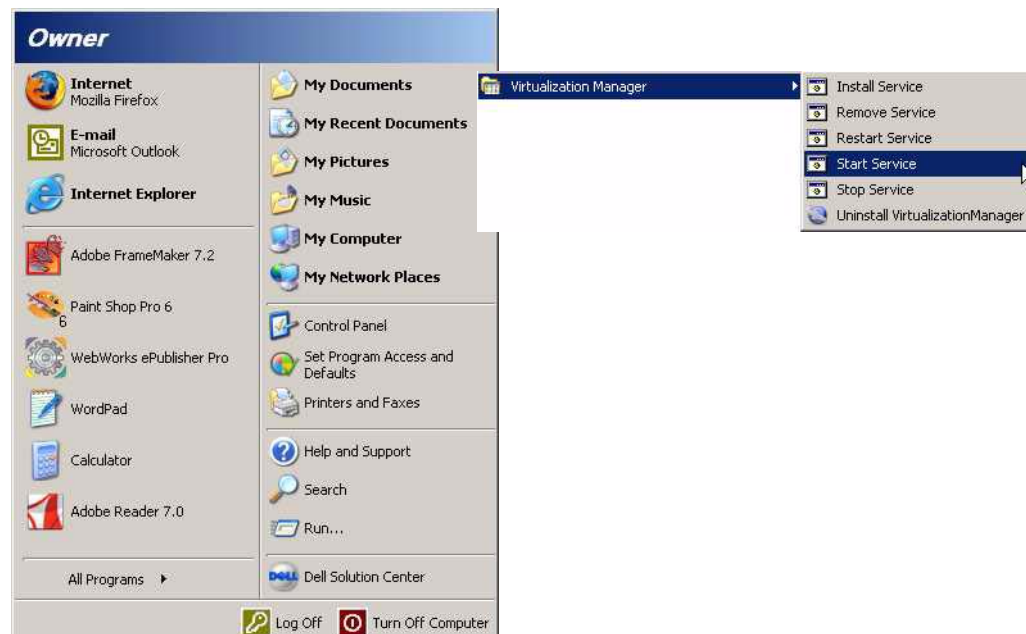 Owner
Internet
Mozilla Firefox
E-mail
Microsoft Outlook
Internet Explorer
Adobe FrameMaker 7.2
Paint Shop Pro 6
6
WebWorks ePublisher Pro
WordPad
Calculator
Adobe Reader 7.0
All Programs
My Documents
My Recent Documents
My Pictures
My Music
My Computer
My Network Places
Control Panel
Set Program Access and
Defaults
Printers and Faxes
Help and Support
Search
Run...
DELL Dell Solution Center
Log Off
Turn Off Computer
Virtualization Manager
Install Service
Remove Service
Restart Service
Start Service
Stop Service
Uninstall VirtualizationManager